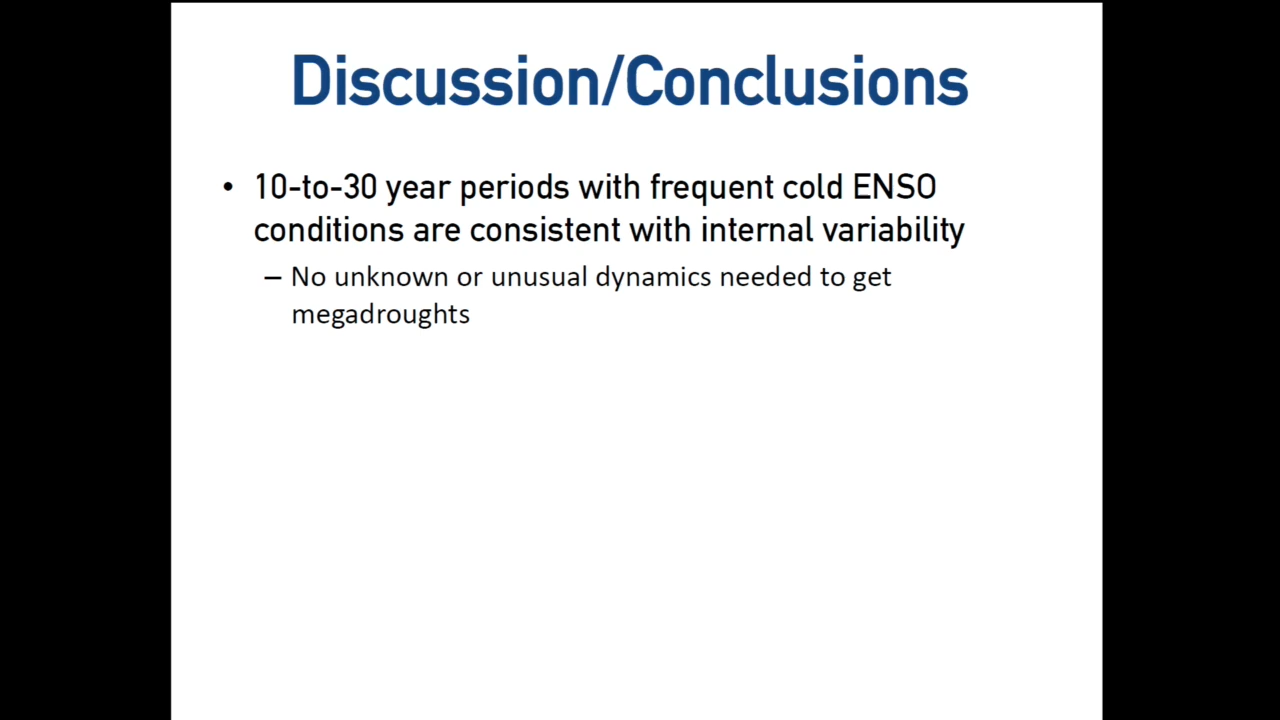 Discussion/Conclusions
• 10-to-30 year periods with frequent cold ENSO
conditions are consistent with internal variability
– No unknown or unusual dynamics needed to get
megadroughts